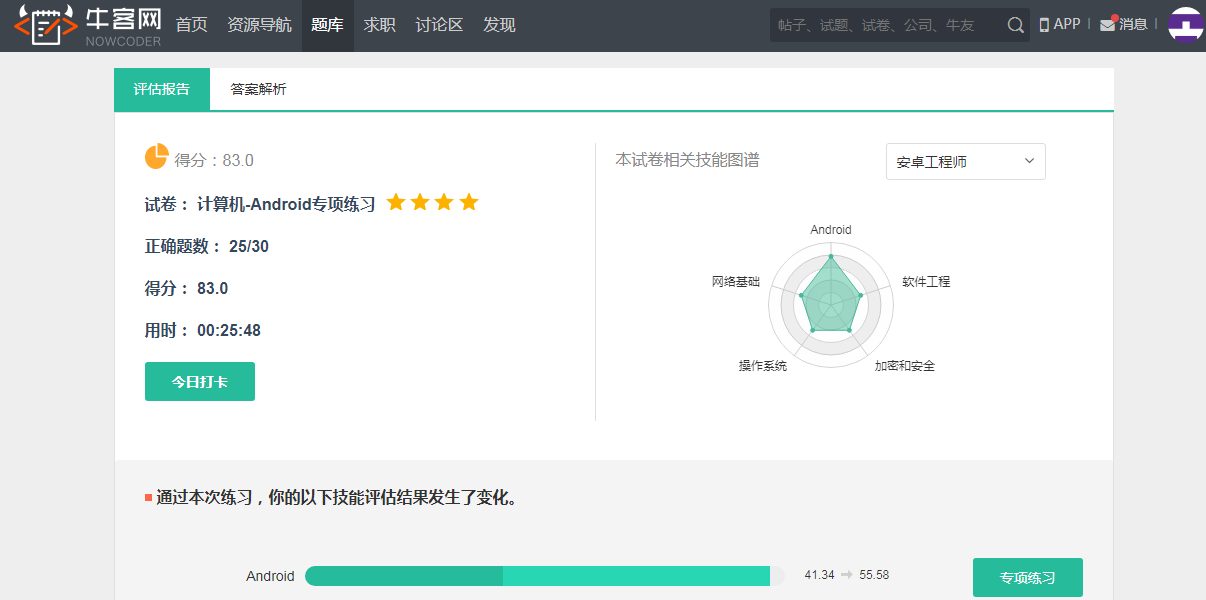 牛客网
NOWCODER
首页 资源导航 题库 求职 讨论区 发现
帖子、试题、试卷、公司、牛友
APP
消息
评估报告 答案解析
得分：83.0
试卷： 计算机-Android专项练习
正确题数： 25/30
得分： 83.0
用时： 00:25:48
今日打卡
本试卷相关技能图谱
安卓工程师
Android
网络基础
软件工程
操作系统
加密和安全
通过本次练习，你的以下技能评估结果发生了变化。
Android
41.34
55.58
专项练习